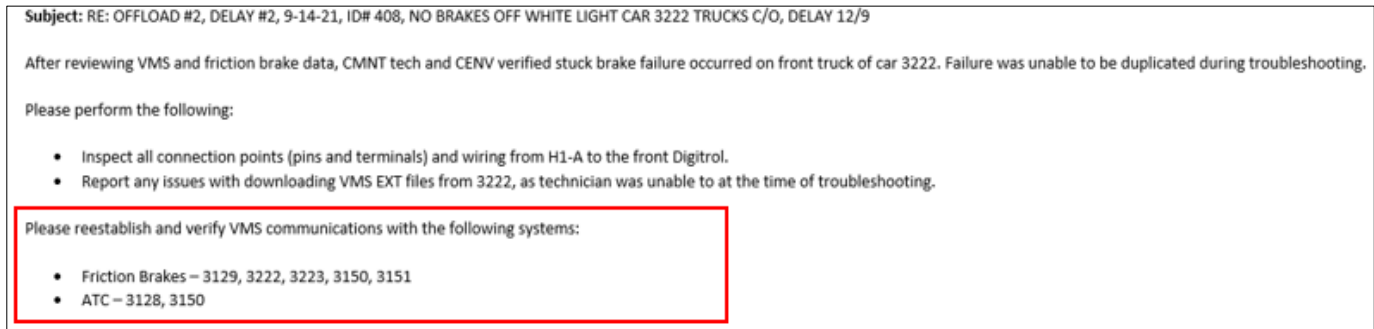 Subject: RE: OFFLOAD #2, DELAY #2, 9-14-21, ID# 408, NO BRAKES OFF WHITE LIGHT CAR 3222 TRUCKS C/O, DELAY 12/9
After reviewing VMS and friction brake data, CMNT tech and CENV verified stuck brake failure occurred on front truck of car 3222. Failure was unable to be duplicated during troubleshooting.
Please perform the following:
• Inspect all connection points (pins and terminals) and wiring from H1-A to the front Digitrol.
• Report any issues with downloading VMS EXT files from 3222, as technician was unable to at the time of troubleshooting.
Please reestablish and verify VMS communications with the following systems:
• Friction Brakes – 3129, 3222, 3223, 3150, 3151
• ATC – 3128, 3150